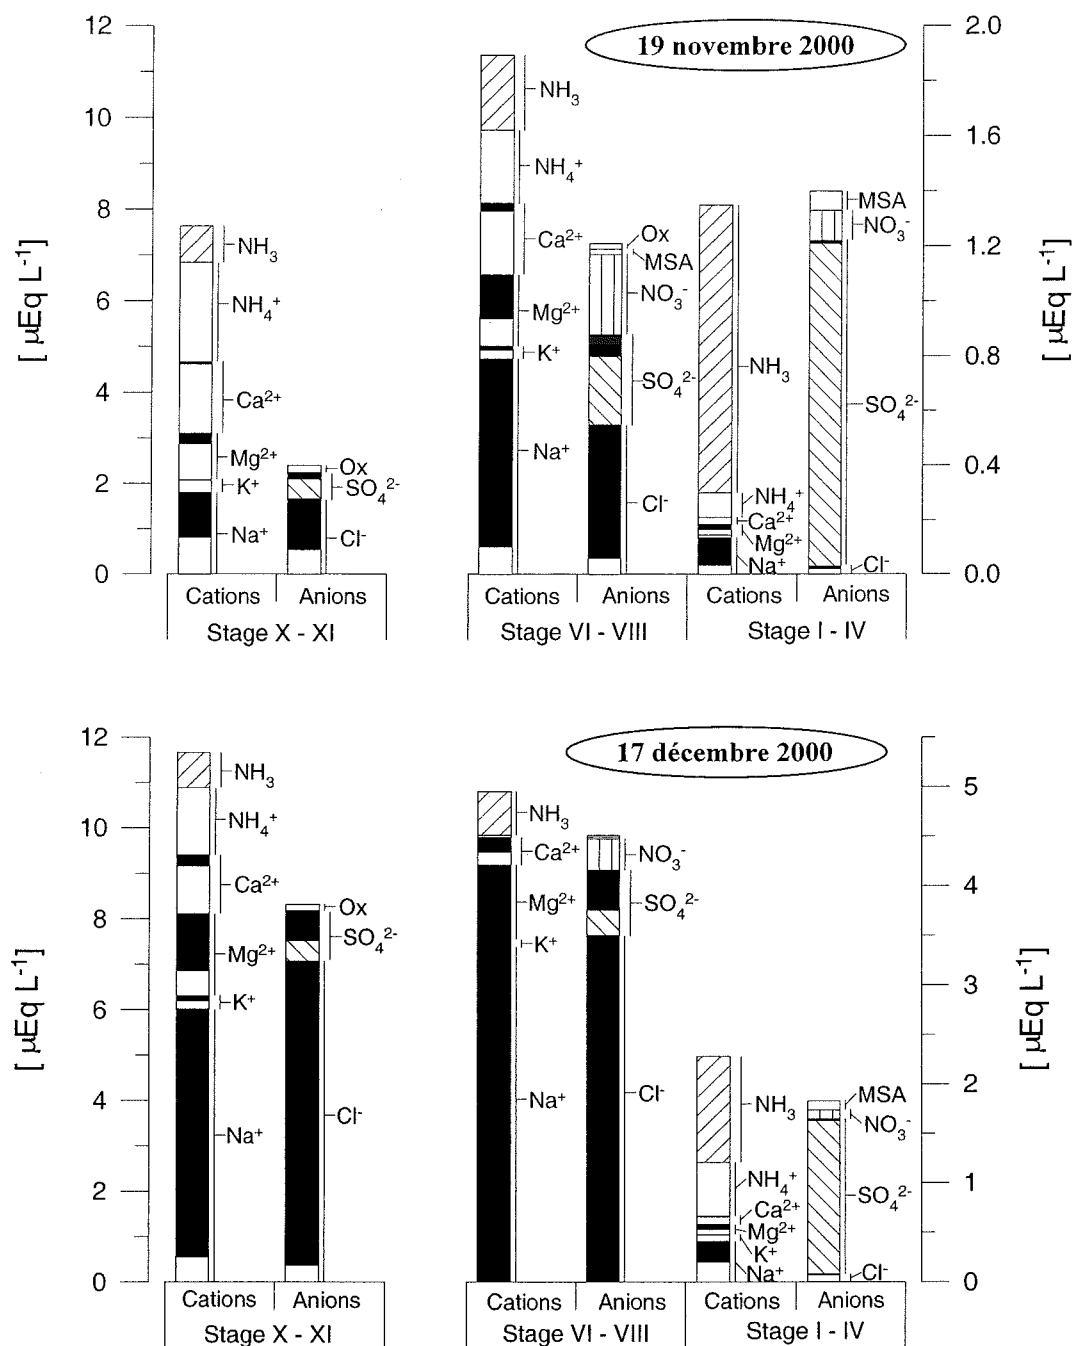 19 novembre 2000
[ µEq L⁻¹]
12
10
8
6
4
2
0
NH₃
NH₄⁺
Ca²⁺
Mg²⁺
K⁺
Na⁺
Ox
SO₄²⁻
Cl⁻
NH₃
NH₄⁺
Ca²⁺
Mg²⁺
K⁺
Na⁺
Ox
MSA
NO₃⁻
SO₄²⁻
Cl⁻
NH₃
NH₄⁺
Ca²⁺
Mg²⁺
Na⁺
MSA
NO₃⁻
SO₄²⁻
Cl⁻
2.0
1.6
1.2
0.8
0.4
0.0
[ µEq L⁻¹]
Cations Anions Cations Anions Cations Anions
Stage X - XI Stage VI - VIII Stage I - IV
17 décembre 2000
[ µEq L⁻¹]
12
10
8
6
4
2
0
NH₃
NH₄⁺
Ca²⁺
Mg²⁺
K⁺
Na⁺
Ox
SO₄²⁻
Cl⁻
NH₃
Ca²⁺
Mg²⁺
K⁺
Na⁺
NO₃⁻
SO₄²⁻
Cl⁻
NH₃
NH₄⁺
Ca²⁺
Mg²⁺
K⁺
Na⁺
MSA
NO₃⁻
SO₄²⁻
Cl⁻
5
4
3
2
1
0
[ µEq L⁻¹]
Cations Anions Cations Anions Cations Anions
Stage X - XI Stage VI - VIII Stage I - IV